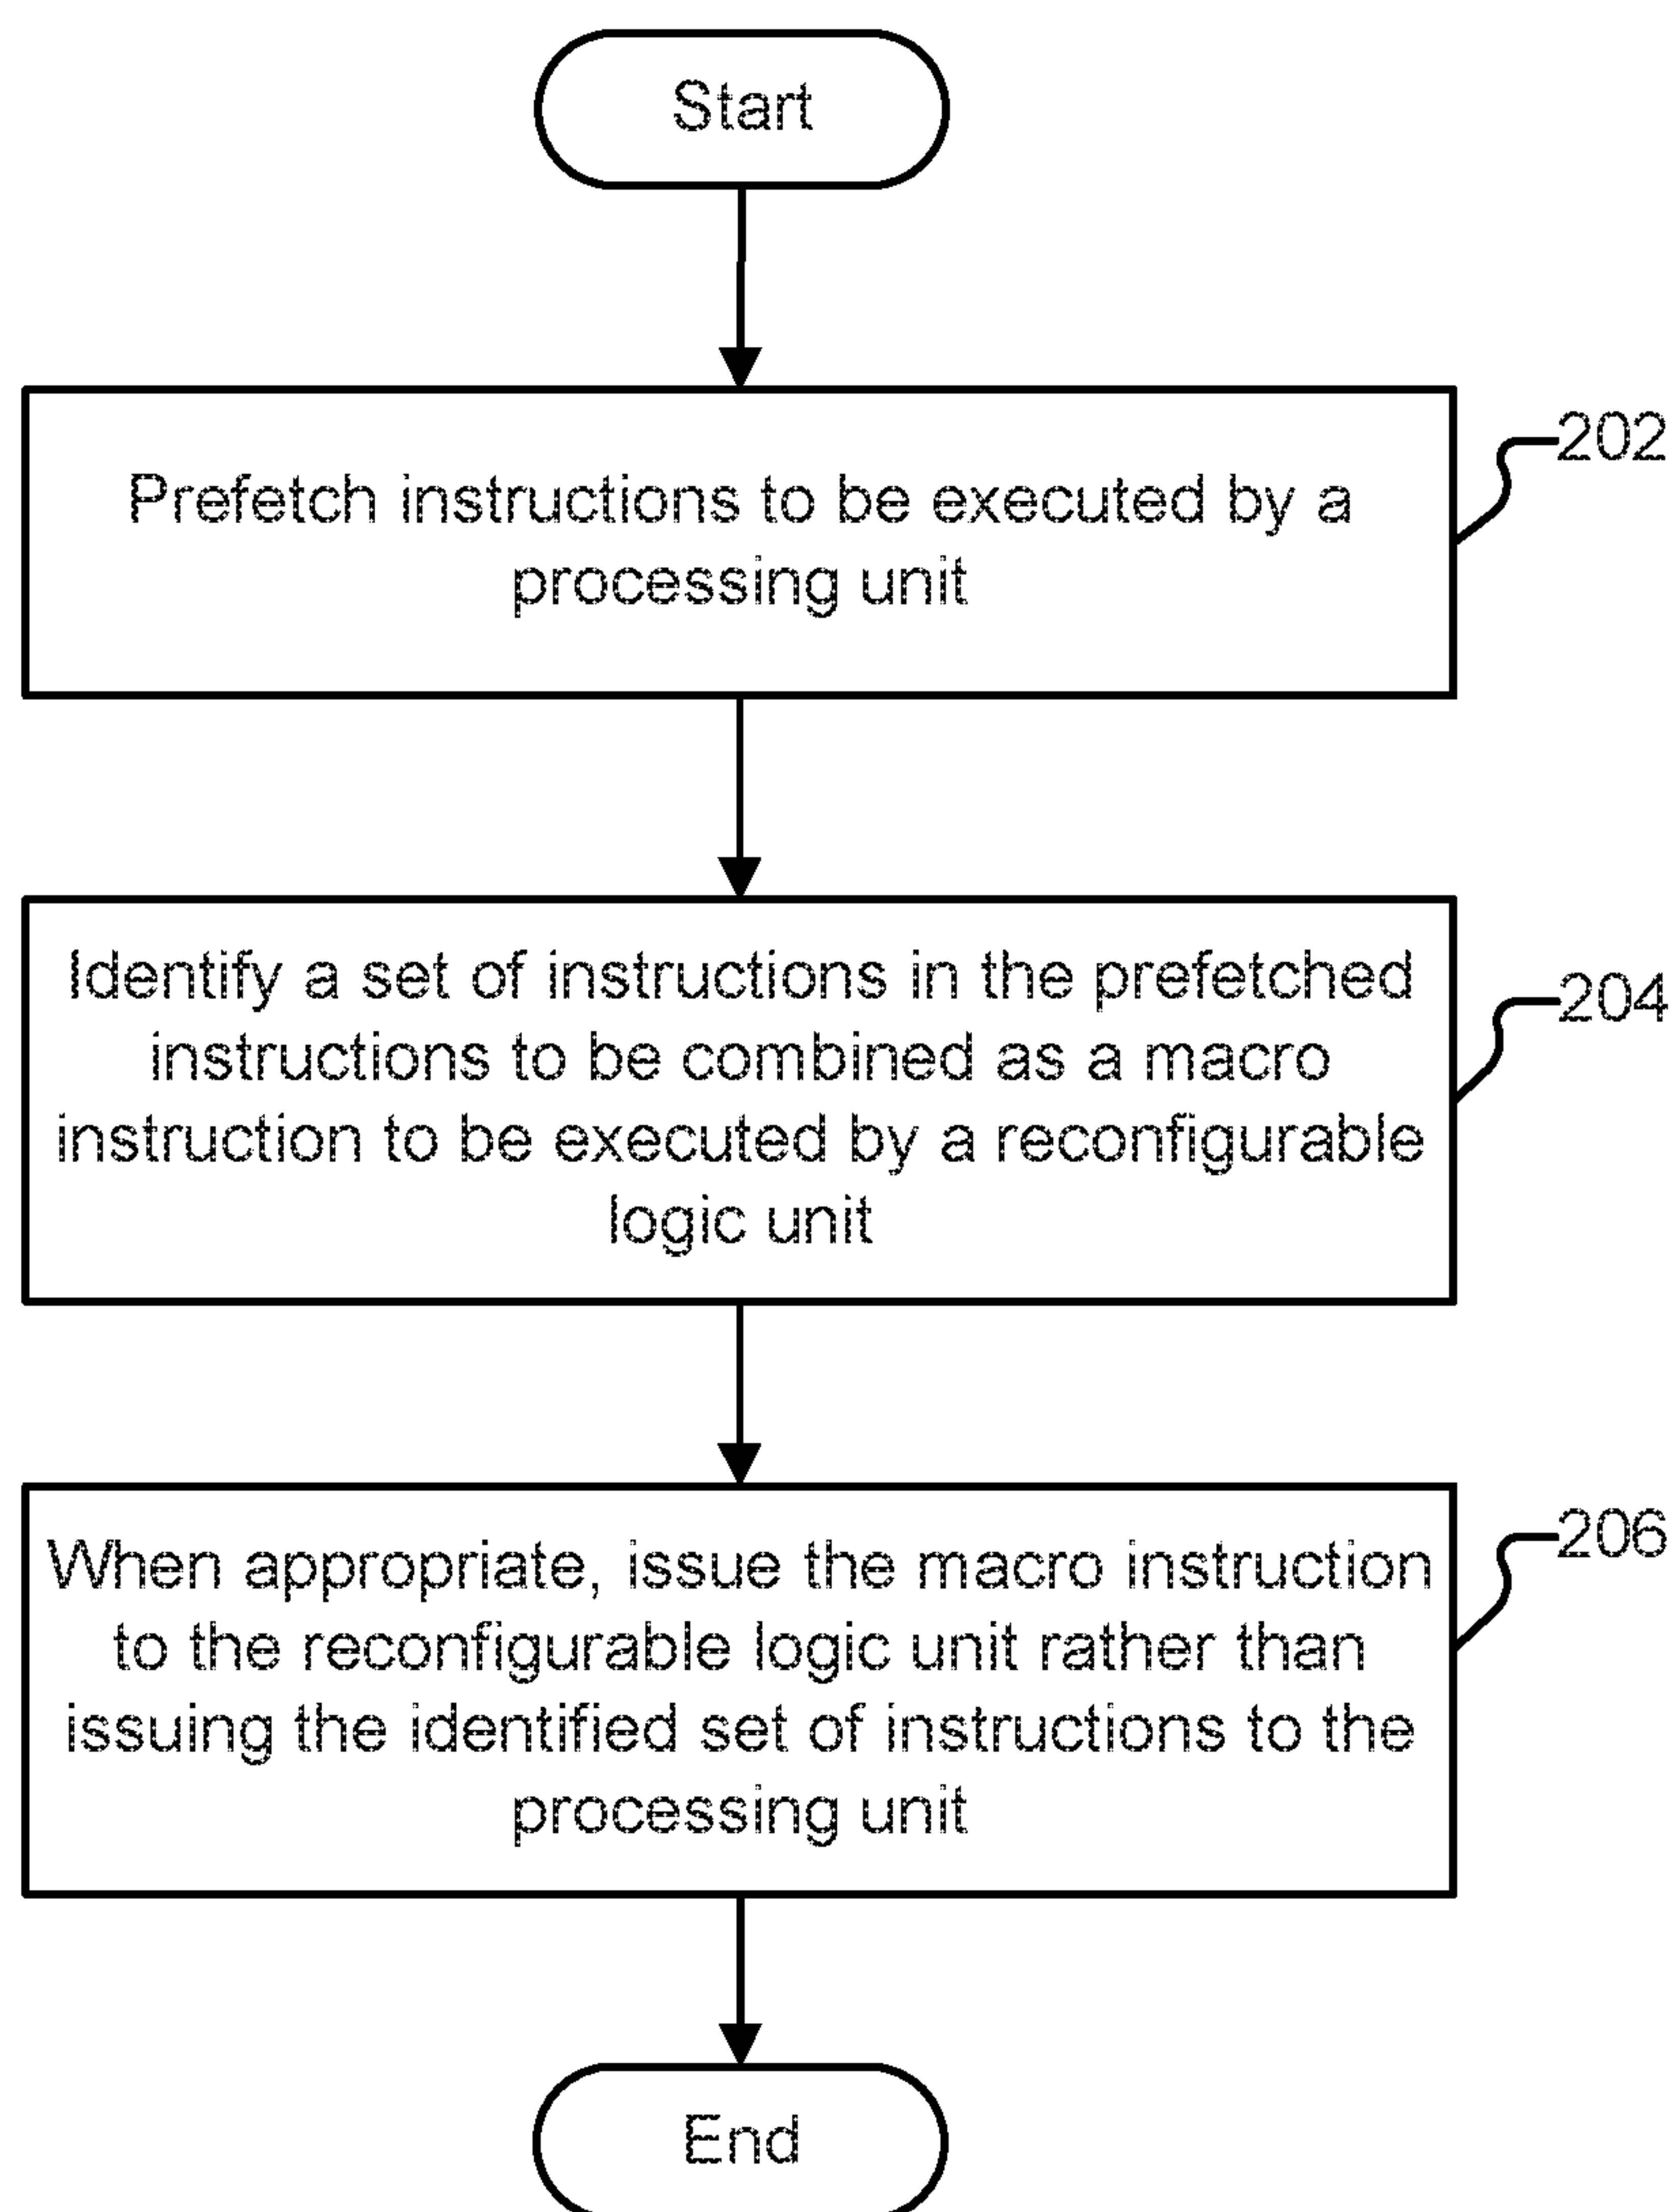 Start
Prefetch instructions to be executed by a
processing unit
202
Identify a set of instructions in the prefetched
instructions to be combined as a macro
instruction to be executed by a reconfigurable
logic unit
204
When appropriate, issue the macro instruction
to the reconfigurable logic unit rather than
issuing the identified set of instructions to the
processing unit
206
End